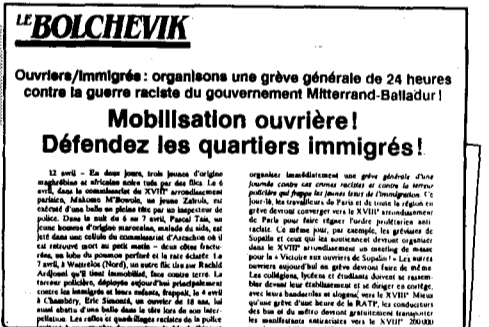 LE BOLCHEVIK
Ouvriers/Immigrés : organisons une grève générale de 24 heures
contre la guerre raciste du gouvernement Mitterrand-Balladur !
Mobilisation ouvrière !
Défendez les quartiers immigrés !
12 avril – En deux jours, trois jeunes d'origine
maghrébine et africaine noire tués par des flics. Le 6
avril, dans le commissariat du XVIIIe arrondissement
parisien, Makome M'Bowole, un jeune Zaïrois, est
exécuté d'une balle en pleine tête par un inspecteur de
police. Dans la nuit du 6 au 7 avril, Pascal Taïs, un
jeune homme d'origine marocaine, malade du sida, est
jeté dans une cellule du commissariat d'Arcachon où il
est retrouvé mort au petit matin – deux côtes fractu-
rées, un lobe du poumon perforé et la rate éclatée. Le
7 avril, à Wattrelos (Nord), un autre flic tire sur Rachid
Ardjouni qu'il tient immobilisé, face contre terre. La
terreur policière, déployée aujourd'hui principalement
contre les immigrés et leurs enfants, frappait, le 4 avril
à Chambéry, Eric Simonté, un ouvrier de 18 ans, lui
aussi abattu d'une balle dans la tête lors de son inter-
pellation. Les rafles et quadrillages racistes de la police
organiser immédiatement une grève générale d'une
journée contre ces crimes racistes et contre la terreur
policière qui frappe les jeunes issus de l'immigration. Ce
jour-là, les travailleurs de Paris et de toute la région en
grève devront converger vers le XVIIIe arrondissement
de Paris pour faire régner l'ordre prolétarien anti-
raciste. Ce même jour, par exemple, les grévistes de
Supalio et ceux qui les soutiennent devront organiser
dans le XVIIIe arrondissement un meeting de masse
pour la « Victoire aux ouvriers de Supalio ! » Les autres
ouvriers aujourd'hui en grève devront faire de même.
Les collégiens, lycéens et étudiants doivent se rassem-
bler devant leur établissement et se diriger en cortège,
avec leurs banderoles et slogans, vers le XVIIIe. Mieux
qu'une grève d'une heure de la RATP, les conducteurs
des bus et du métro devront gratuitement transporter
les manifestants antiracistes vers le XVIIIe. 200 000